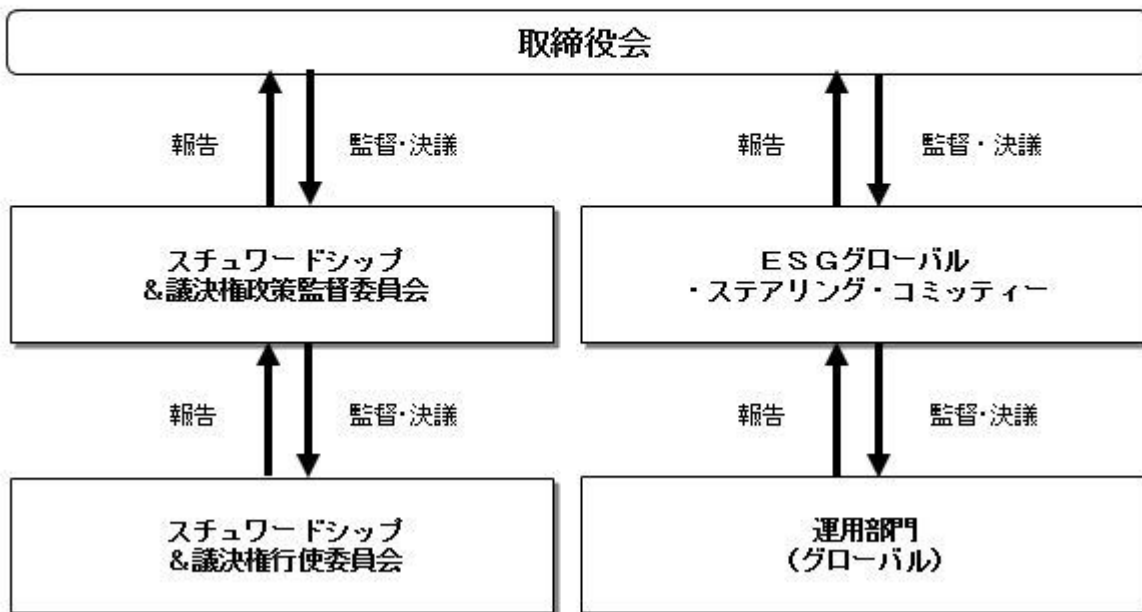 取締役会
報告
監督･決議
報告
監督・決議
スチュワードシップ
&議決権政策監督委員会
ＥＳＧグローバル
・ステアリング・コミッティー
報告
監督･決議
報告
監督･決議
スチュワードシップ
&議決権行使委員会
運用部門
（グローバル）